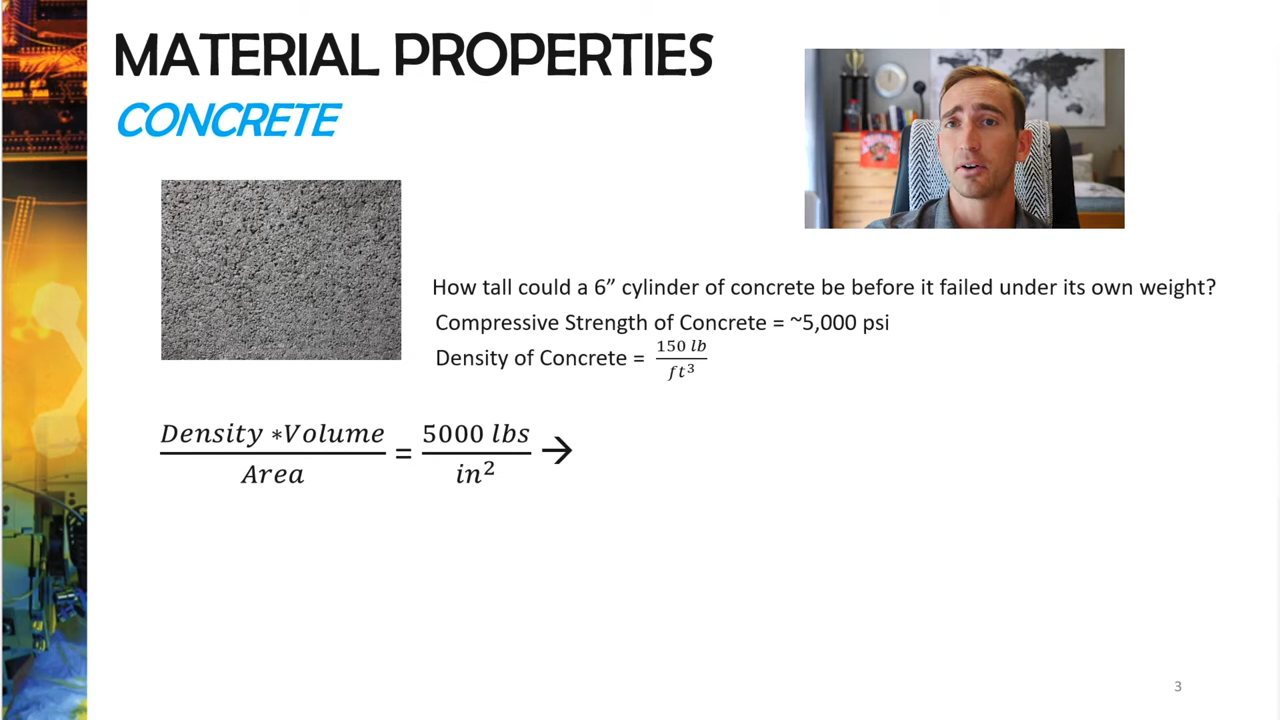 MATERIAL PROPERTIES
CONCRETE
How tall could a 6” cylinder of concrete be before it failed under its own weight?
Compressive Strength of Concrete = ~5,000 psi
Density of Concrete = 150 lb / ft³
Density *Volume / Area = 5000 lbs / in² →
3